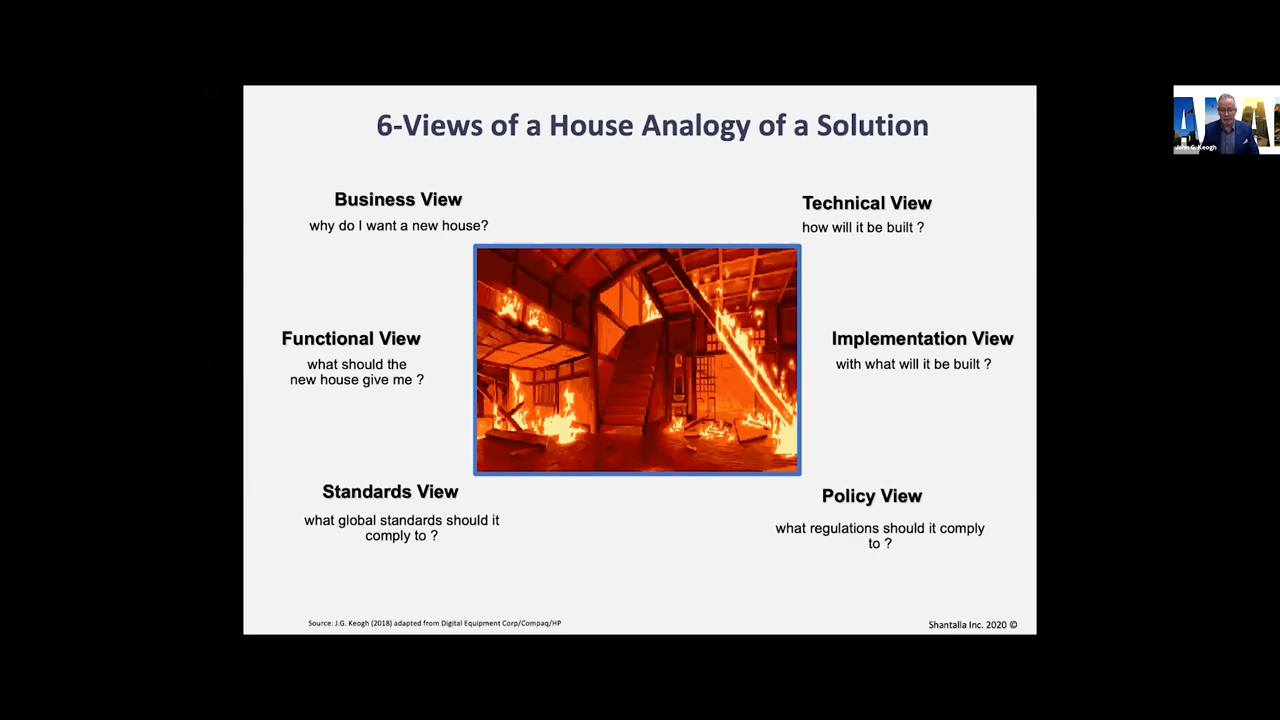 6-Views of a House Analogy of a Solution
Business View
why do I want a new house?
Technical View
how will it be built ?
Functional View
what should the
new house give me ?
Implementation View
with what will it be built ?
Standards View
what global standards should it
comply to ?
Policy View
what regulations should it comply
to ?
Source: J.G. Keogh (2018) adapted from Digital Equipment Corp/Compaq/HP
Shantalla Inc. 2020 ©
John G. Keogh